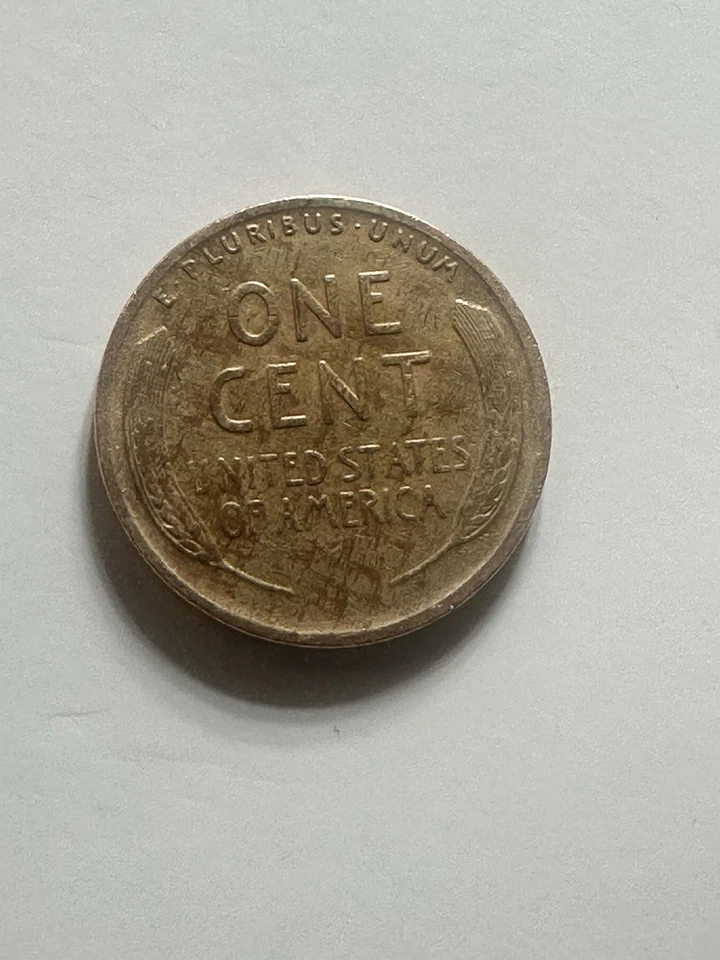 E·PLURIBUS·UNUM
ONE
CENT
UNITED STATES
OF AMERICA